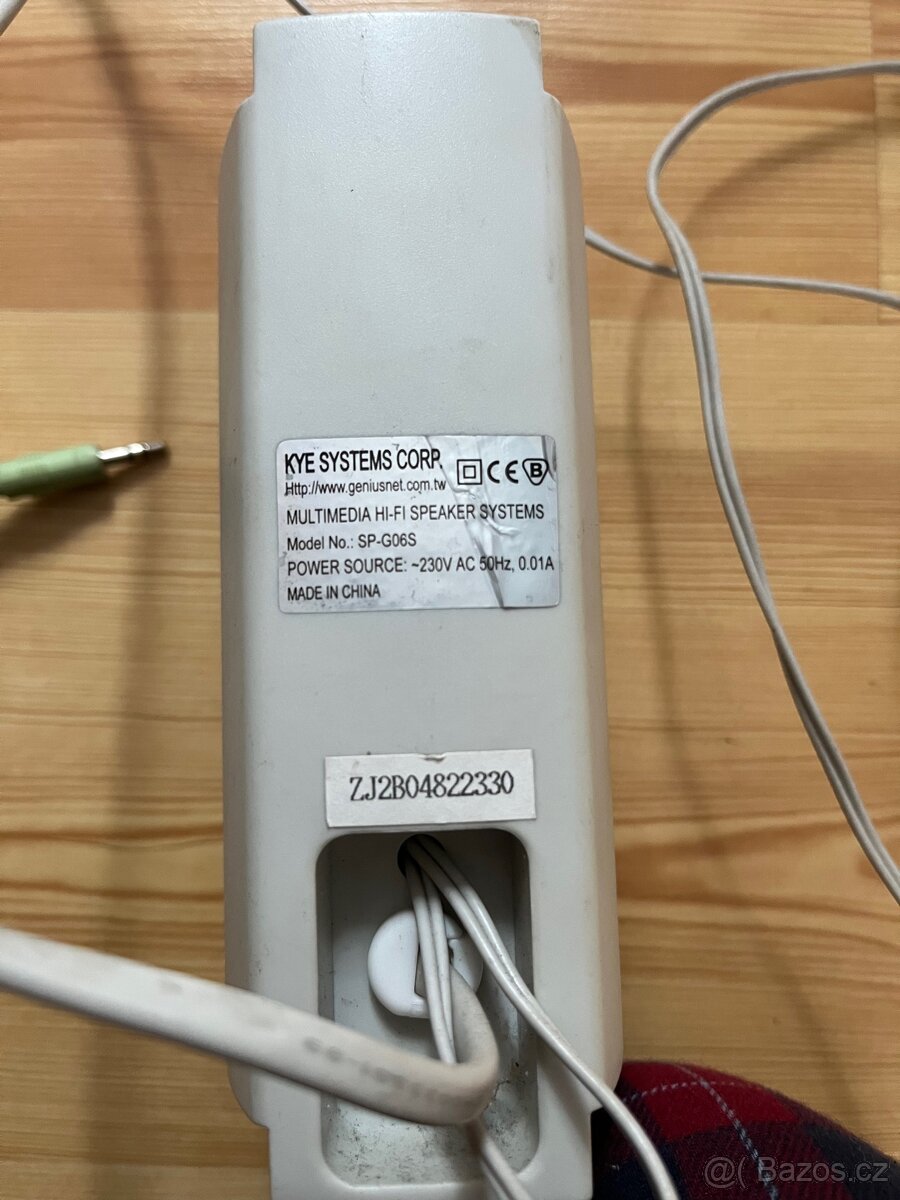 KYE SYSTEMS CORP.
CE B
Http://www.geniusnet.com.tw
MULTIMEDIA HI-FI SPEAKER SYSTEMS
Model No.: SP-G06S
POWER SOURCE: ~230V AC 50Hz, 0.01A
MADE IN CHINA
ZJ2B04822330
@( Bazos.cz